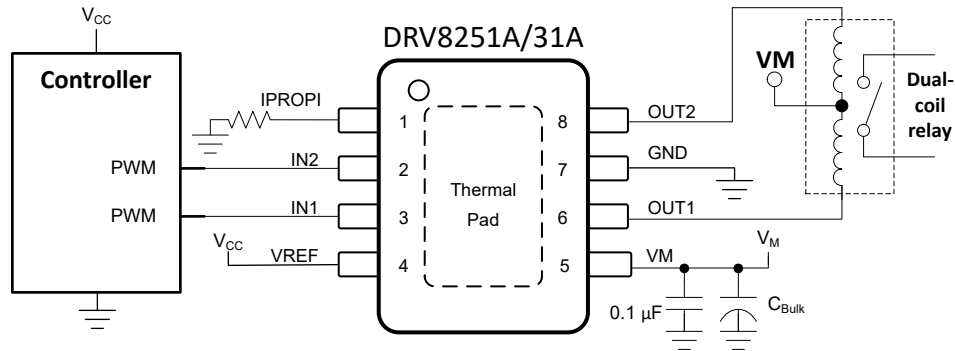 V_CC
Controller
PWM
PWM
DRV8251A/31A
IPROPI
IN2
IN1
V_CC
VREF
1
2
3
4
Thermal
Pad
8
7
6
5
OUT2
GND
OUT1
VM
V_M
0.1 µF
C_Bulk
VM
Dual-
coil
relay